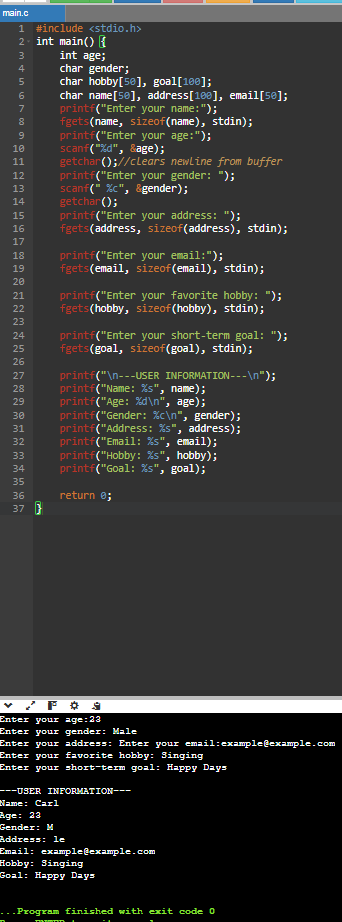 main.c
1 #include <stdio.h>
2 int main() {
3 int age;
4 char gender;
5 char hobby[50], goal[100];
6 char name[50], address[100], email[50];
7 printf("Enter your name:");
8 fgets(name, sizeof(name), stdin);
9 printf("Enter your age:");
10 scanf("%d", &age);
11 getchar();//clears newline from buffer
12 printf("Enter your gender: ");
13 scanf(" %c", &gender);
14 getchar();
15 printf("Enter your address: ");
16 fgets(address, sizeof(address), stdin);
17
18 printf("Enter your email:");
19 fgets(email, sizeof(email), stdin);
20
21 printf("Enter your favorite hobby: ");
22 fgets(hobby, sizeof(hobby), stdin);
23
24 printf("Enter your short-term goal: ");
25 fgets(goal, sizeof(goal), stdin);
26
27 printf("\n---USER INFORMATION---\n");
28 printf("Name: %s", name);
29 printf("Age: %d\n", age);
30 printf("Gender: %c\n", gender);
31 printf("Address: %s", address);
32 printf("Email: %s", email);
33 printf("Hobby: %s", hobby);
34 printf("Goal: %s", goal);
35
36 return 0;
37 }
Enter your age:23
Enter your gender: Male
Enter your address: Enter your email:example@example.com
Enter your favorite hobby: Singing
Enter your short-term goal: Happy Days
---USER INFORMATION---
Name: Carl
Age: 23
Gender: M
Address: le
Email: example@example.com
Hobby: Singing
Goal: Happy Days
...Program finished with exit code 0